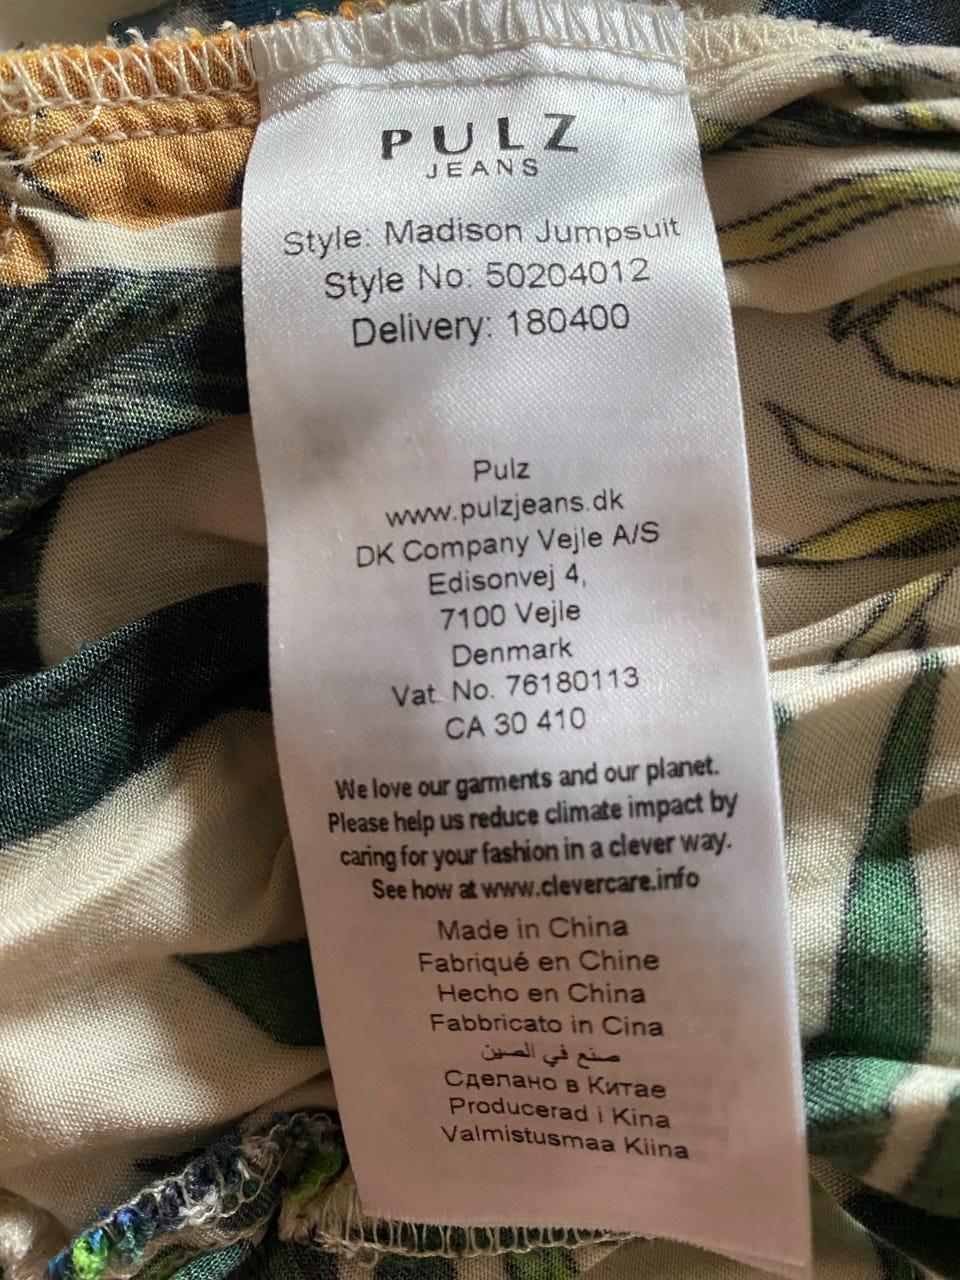 PULZ
JEANS
Style: Madison Jumpsuit
Style No: 50204012
Delivery: 180400
Pulz
www.pulzjeans.dk
DK Company Vejle A/S
Edisonvej 4,
7100 Vejle
Denmark
Vat. No. 76180113
CA 30 410
We love our garments and our planet.
Please help us reduce climate impact by
caring for your fashion in a clever way.
See how at www.clevercare.info
Made in China
Fabriqué en Chine
Hecho en China
Fabbricato in Cina
صنع في الصين
Сделано в Китае
Producerad i Kina
Valmistusmaa Kiina